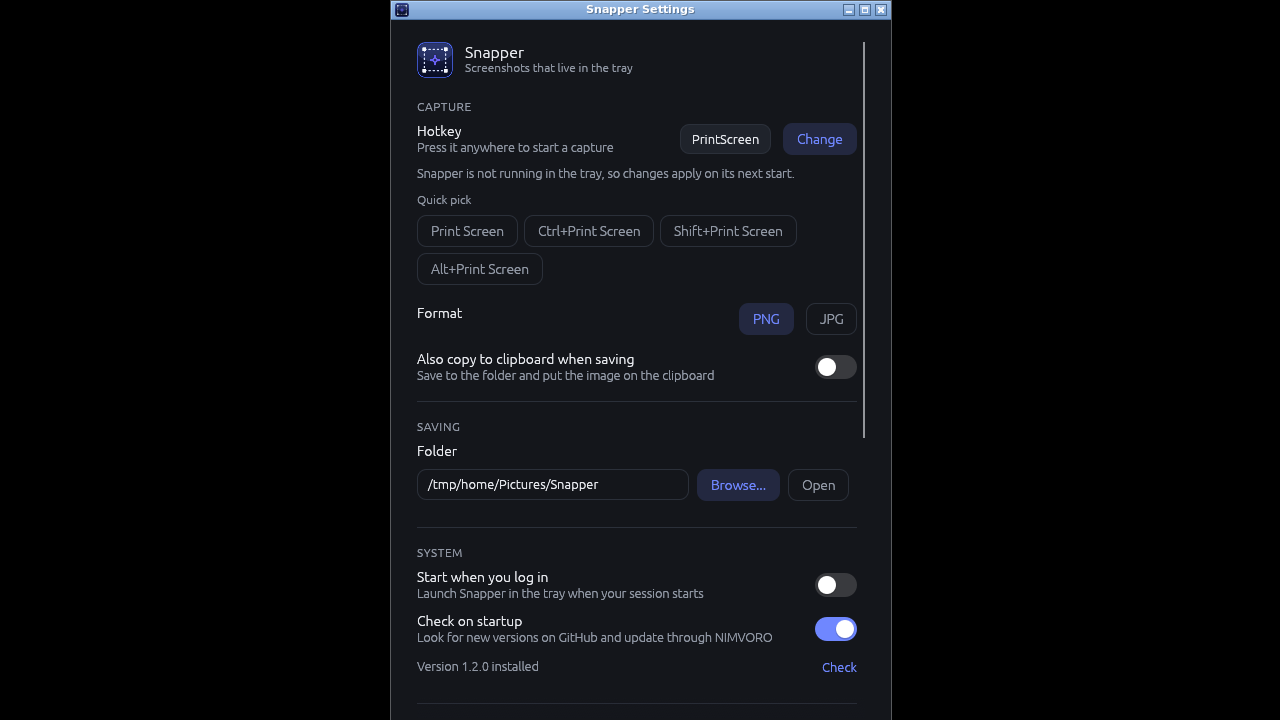 Snapper Settings
Snapper
Screenshots that live in the tray
CAPTURE
Hotkey
Press it anywhere to start a capture
PrintScreen
Change
Snapper is not running in the tray, so changes apply on its next start.
Quick pick
Print Screen
Ctrl+Print Screen
Shift+Print Screen
Alt+Print Screen
Format
PNG
JPG
Also copy to clipboard when saving
Save to the folder and put the image on the clipboard
SAVING
Folder
/tmp/home/Pictures/Snapper
Browse...
Open
SYSTEM
Start when you log in
Launch Snapper in the tray when your session starts
Check on startup
Look for new versions on GitHub and update through NIMVORO
Version 1.2.0 installed
Check